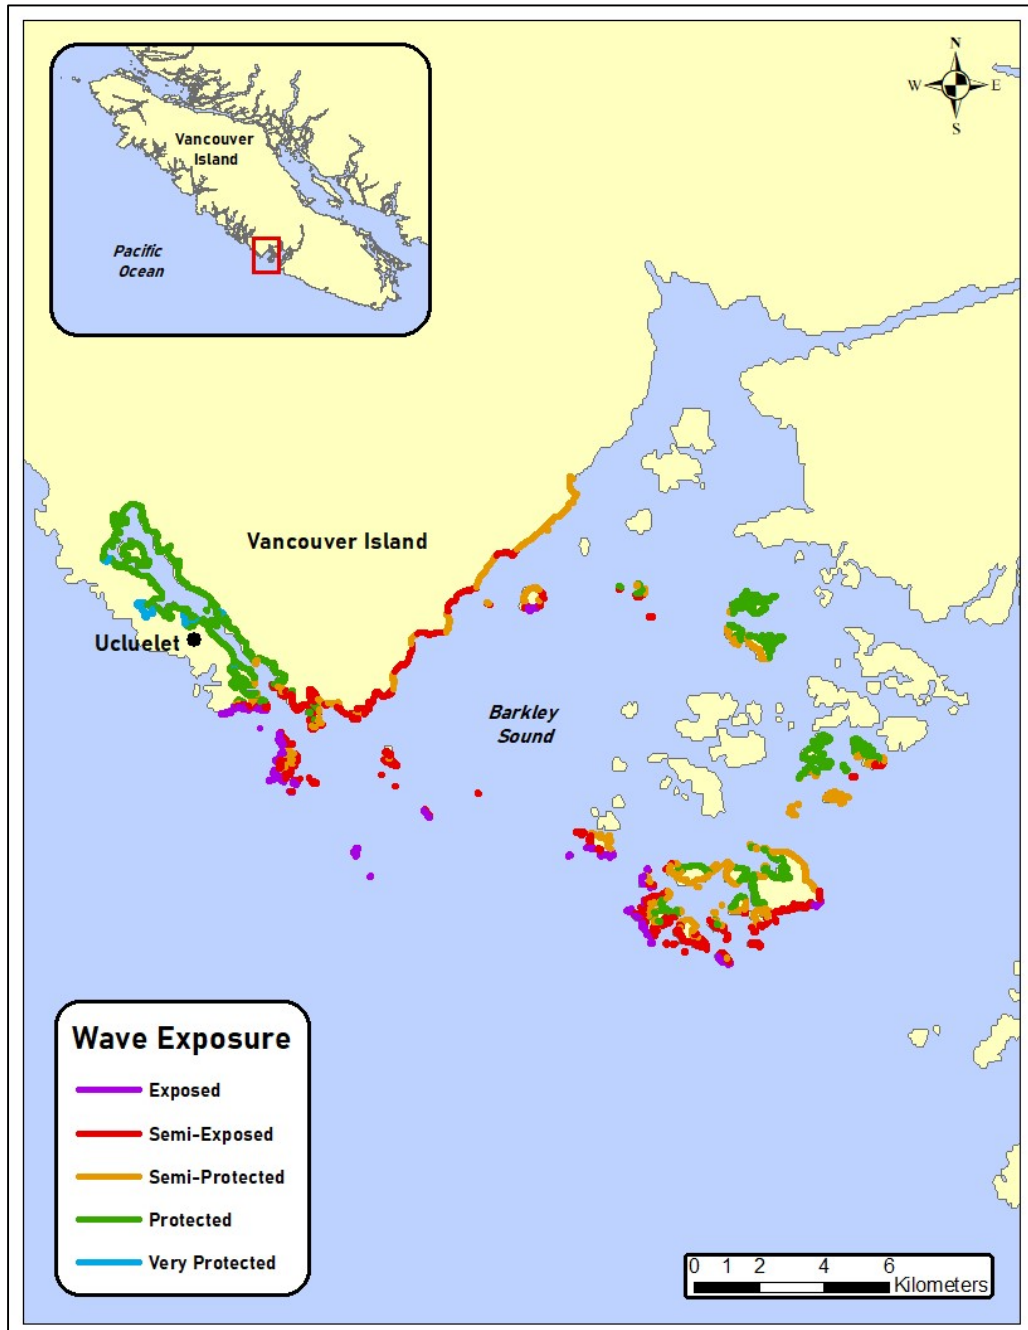 N
W E
S
Vancouver
Island
Pacific
Ocean
Vancouver Island
Ucluelet
Barkley
Sound
Wave Exposure
Exposed
Semi-Exposed
Semi-Protected
Protected
Very Protected
0 1 2 4 6
Kilometers